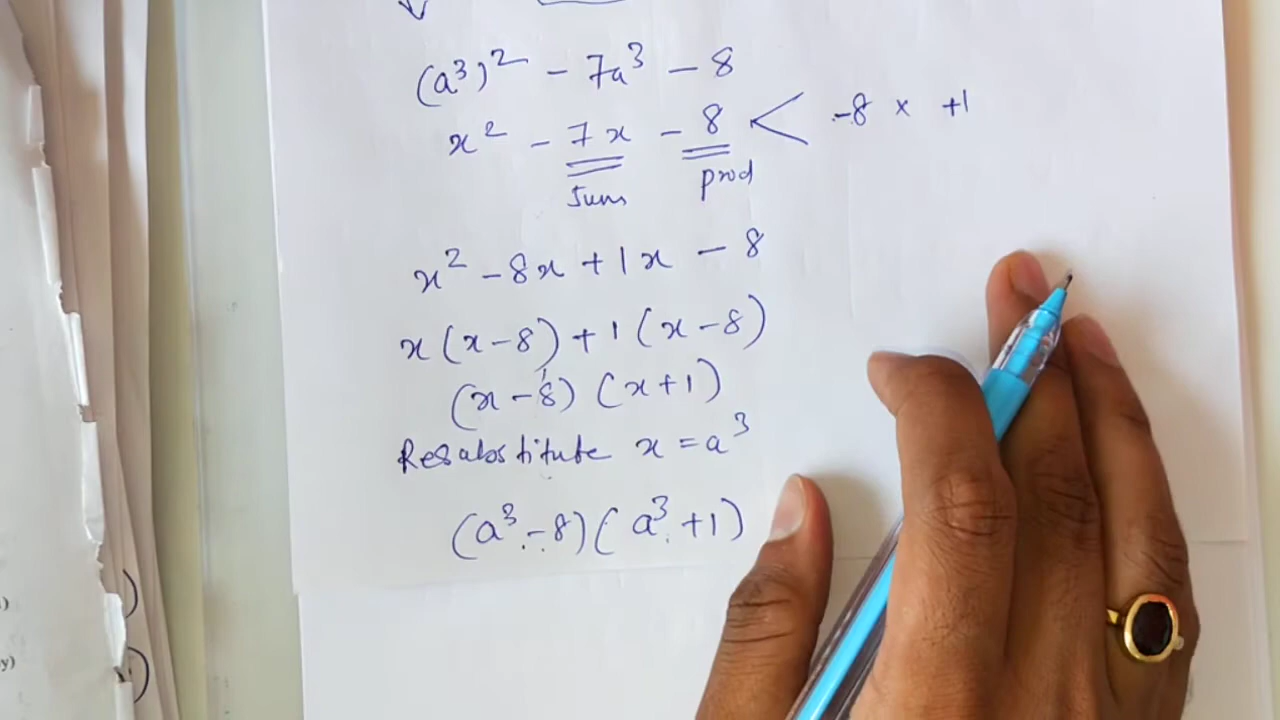 (a³)² - 7a³ - 8
x² - 7x - 8 < -8 x +1
Sum prod
x² - 8x + 1x - 8
x(x-8) + 1(x-8)
(x-8) (x+1)
Resubstitute x = a³
(a³-8)(a³+1)
)
y)